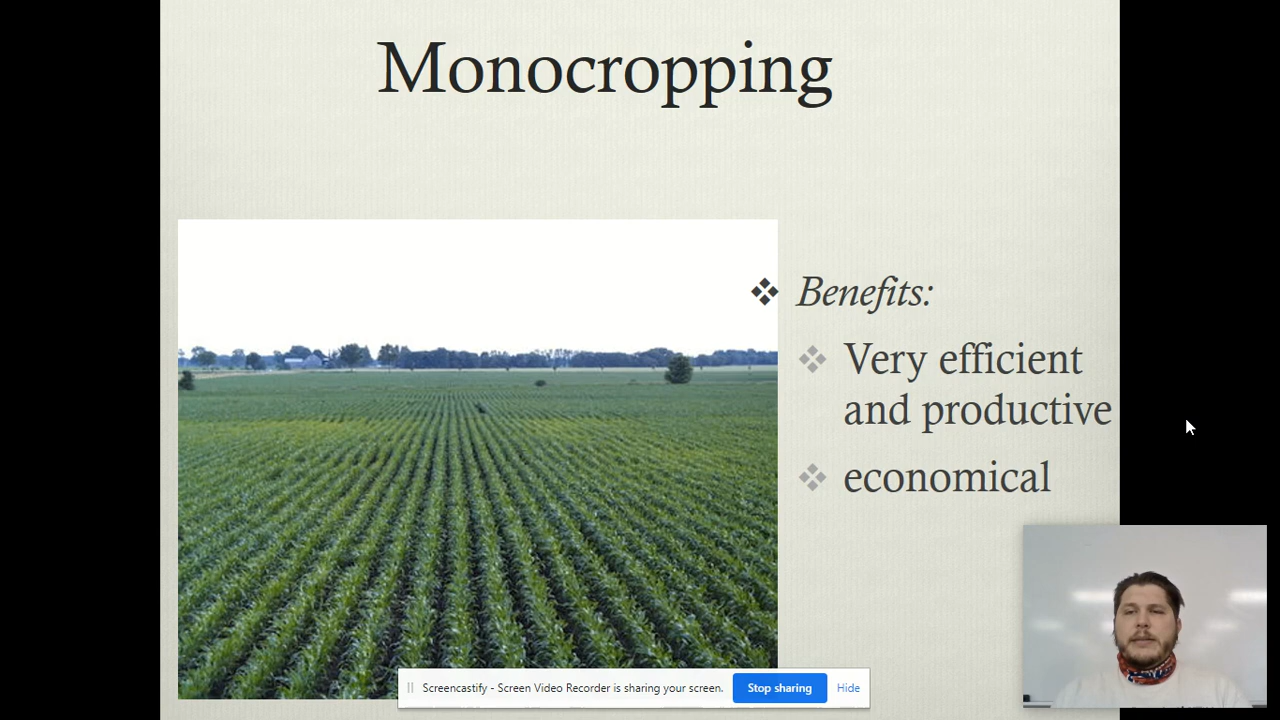 Monocropping
Benefits:
Very efficient
and productive
economical
Screencastify - Screen Video Recorder is sharing your screen.
Stop sharing
Hide